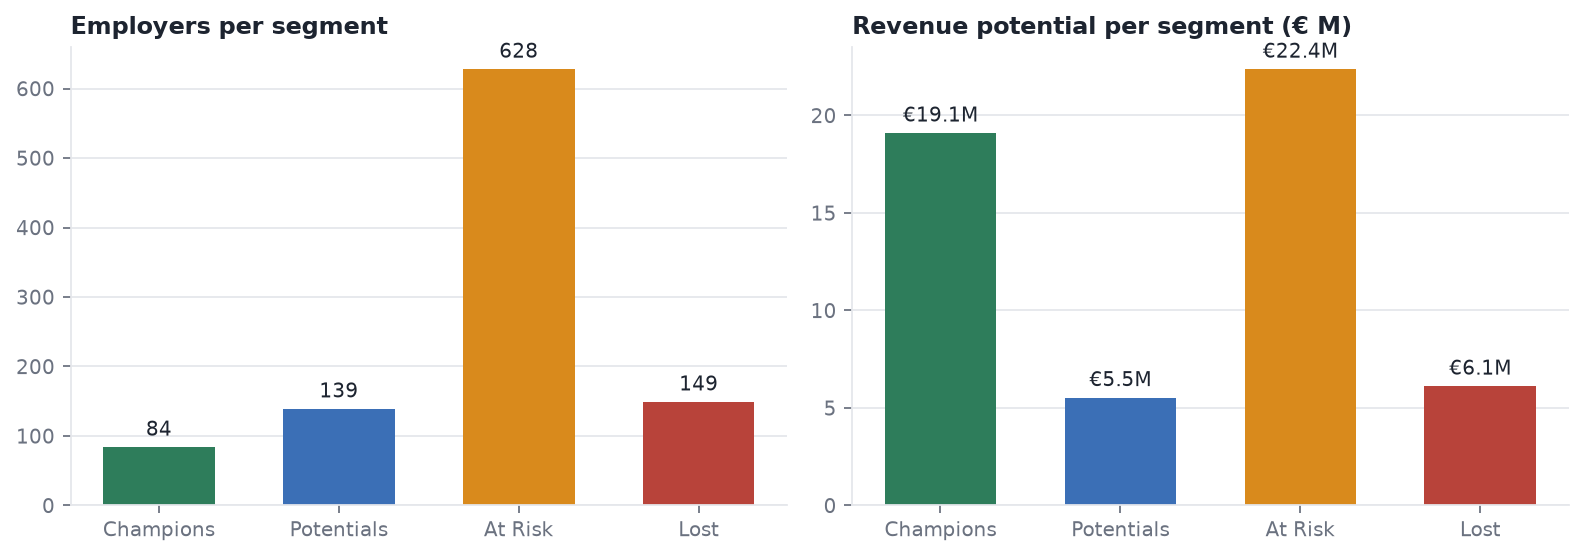 Employers per segment
628
600
500
400
300
200
149
139
100
84
0
Champions
Potentials
At Risk
Lost
Revenue potential per segment (€ M)
€22.4M
20
€19.1M
15
10
€6.1M
€5.5M
5
0
Champions
Potentials
At Risk
Lost